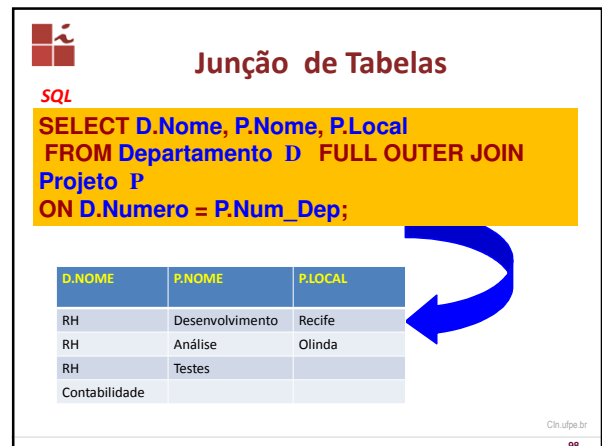 Junção de Tabelas
SQL
SELECT D.Nome, P.Nome, P.Local
FROM Departamento D FULL OUTER JOIN
Projeto P
ON D.Numero = P.Num_Dep;
D.NOME P.NOME P.LOCAL
RH Desenvolvimento Recife
RH Análise Olinda
RH Testes
Contabilidade
CIn.ufpe.br
98